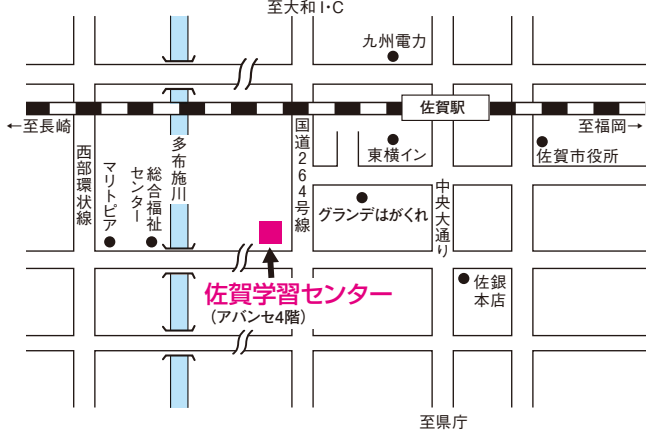 至大和I・C
九州電力
佐賀駅
←至長崎
至福岡→
西部環状線
マリトピア
総合福祉
センター
多布施川
国道264号線
東横イン
佐賀市役所
グランデはがくれ
中央大通り
佐賀学習センター
(アバンセ4階)
佐銀
本店
至県庁